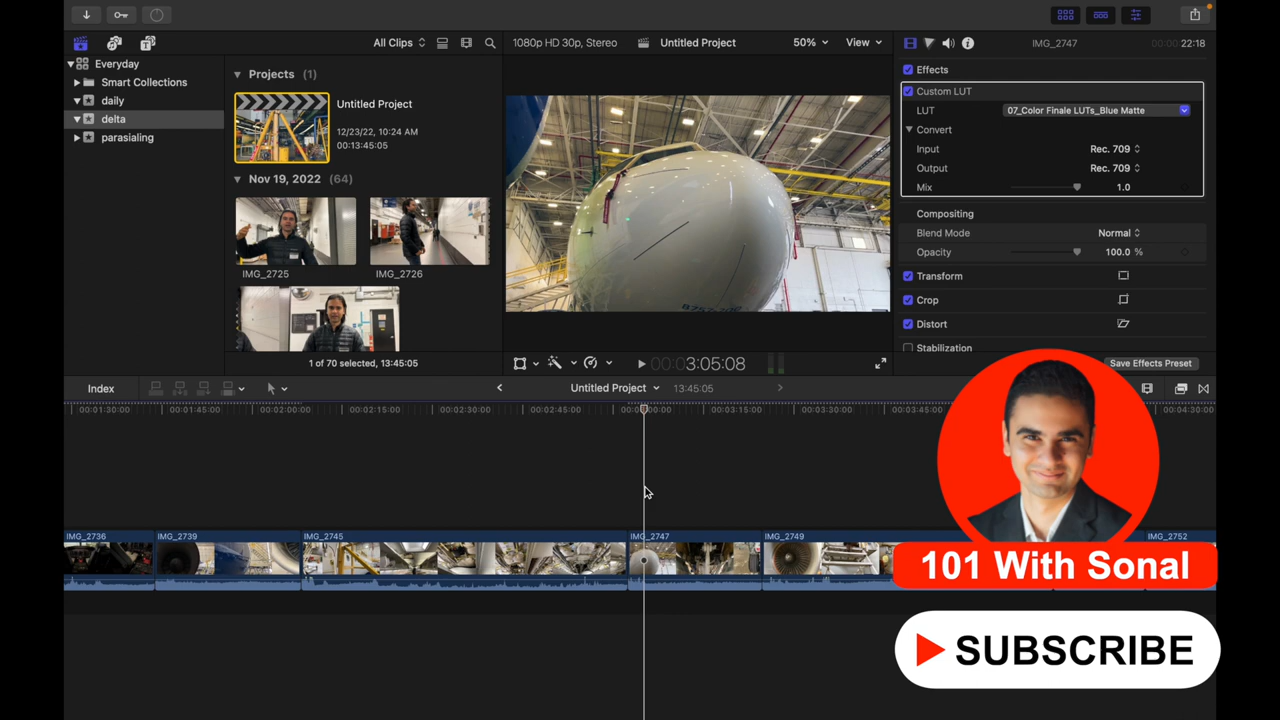 All Clips
1080p HD 30p, Stereo
Untitled Project
50%
View
IMG_2747
00:00:22:18
Everyday
Smart Collections
daily
delta
parasialing
Projects (1)
Untitled Project
12/23/22, 10:24 AM
00:13:45:05
Nov 19, 2022 (64)
IMG_2725
IMG_2726
1 of 70 selected, 13:45:05
00:03:05:08
Effects
Custom LUT
LUT
07_Color Finale LUTs_Blue Matte
Convert
Input
Rec. 709
Output
Rec. 709
Mix
1.0
Compositing
Blend Mode
Normal
Opacity
100.0 %
Transform
Crop
Distort
Stabilization
Save Effects Preset
Index
Untitled Project
13:45:05
00:01:30:00
00:01:45:00
00:02:00:00
00:02:15:00
00:02:30:00
00:02:45:00
00:03:15:00
00:03:30:00
00:03:45:00
00:04:30:00
IMG_2736
IMG_2739
IMG_2745
IMG_2747
IMG_2749
IMG_2752
101 With Sonal
SUBSCRIBE